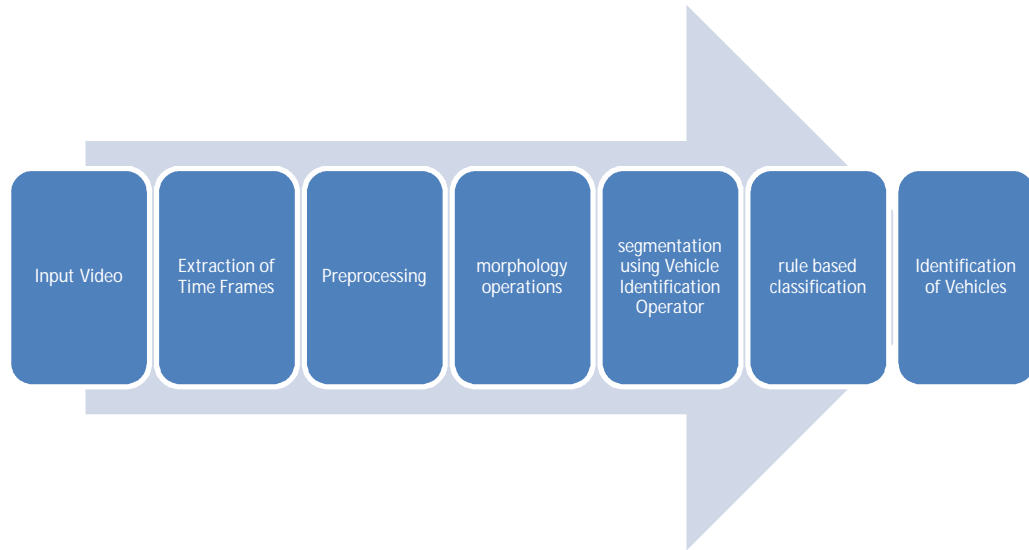 Input Video
Extraction of
Time Frames
Preprocessing
morphology
operations
segmentation
using Vehicle
Identification
Operator
rule based
classification
Identification
of Vehicles